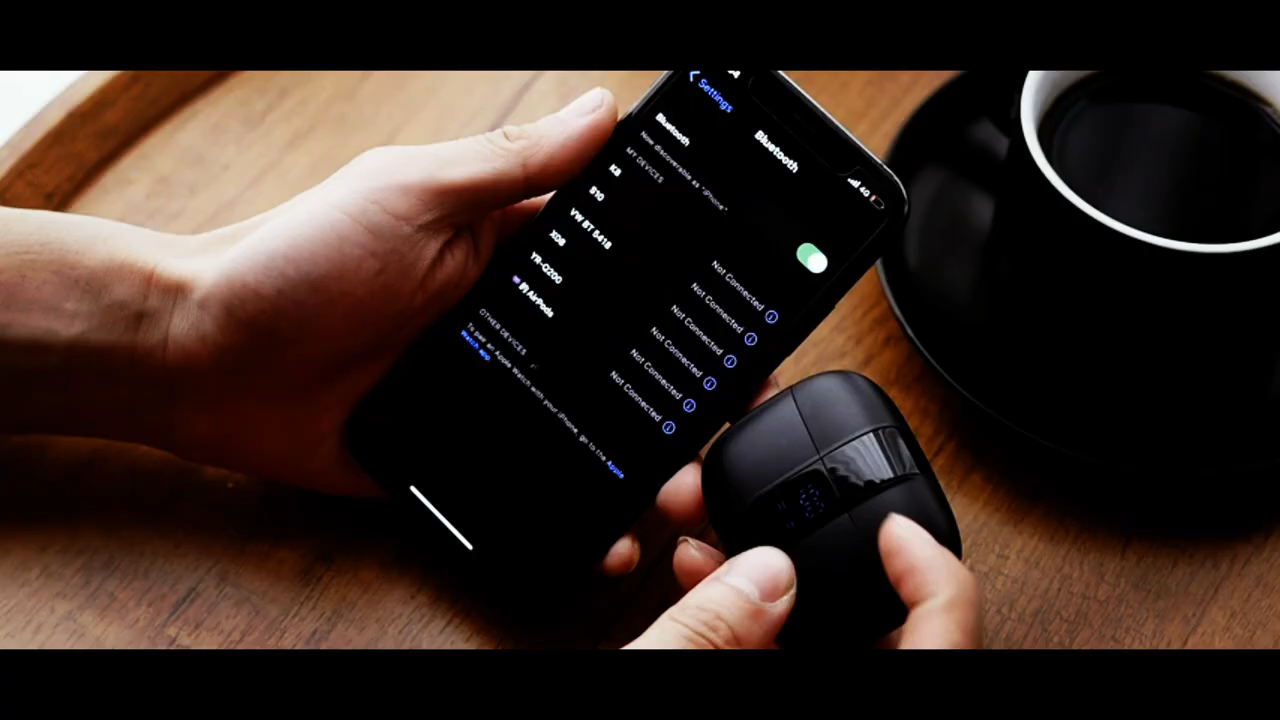 Settings
Bluetooth
4G
Bluetooth
Now discoverable as "iPhone"
MY DEVICES
K8 Not Connected
S10 Not Connected
VW BT 5418 Not Connected
X08 Not Connected
YR-Q200 Not Connected
AirPods Not Connected
OTHER DEVICES
To pair an Apple Watch with your iPhone, go to the Apple
Watch app